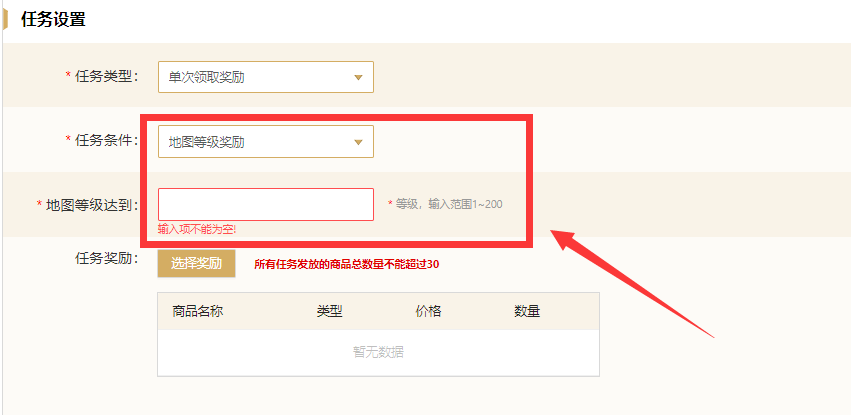 任务设置
* 任务类型： 单次领取奖励
* 任务条件： 地图等级奖励
* 地图等级达到： * 等级，输入范围1~200
输入项不能为空!
任务奖励： 选择奖励 所有任务发放的商品总数量不能超过30
商品名称 类型 价格 数量
暂无数据